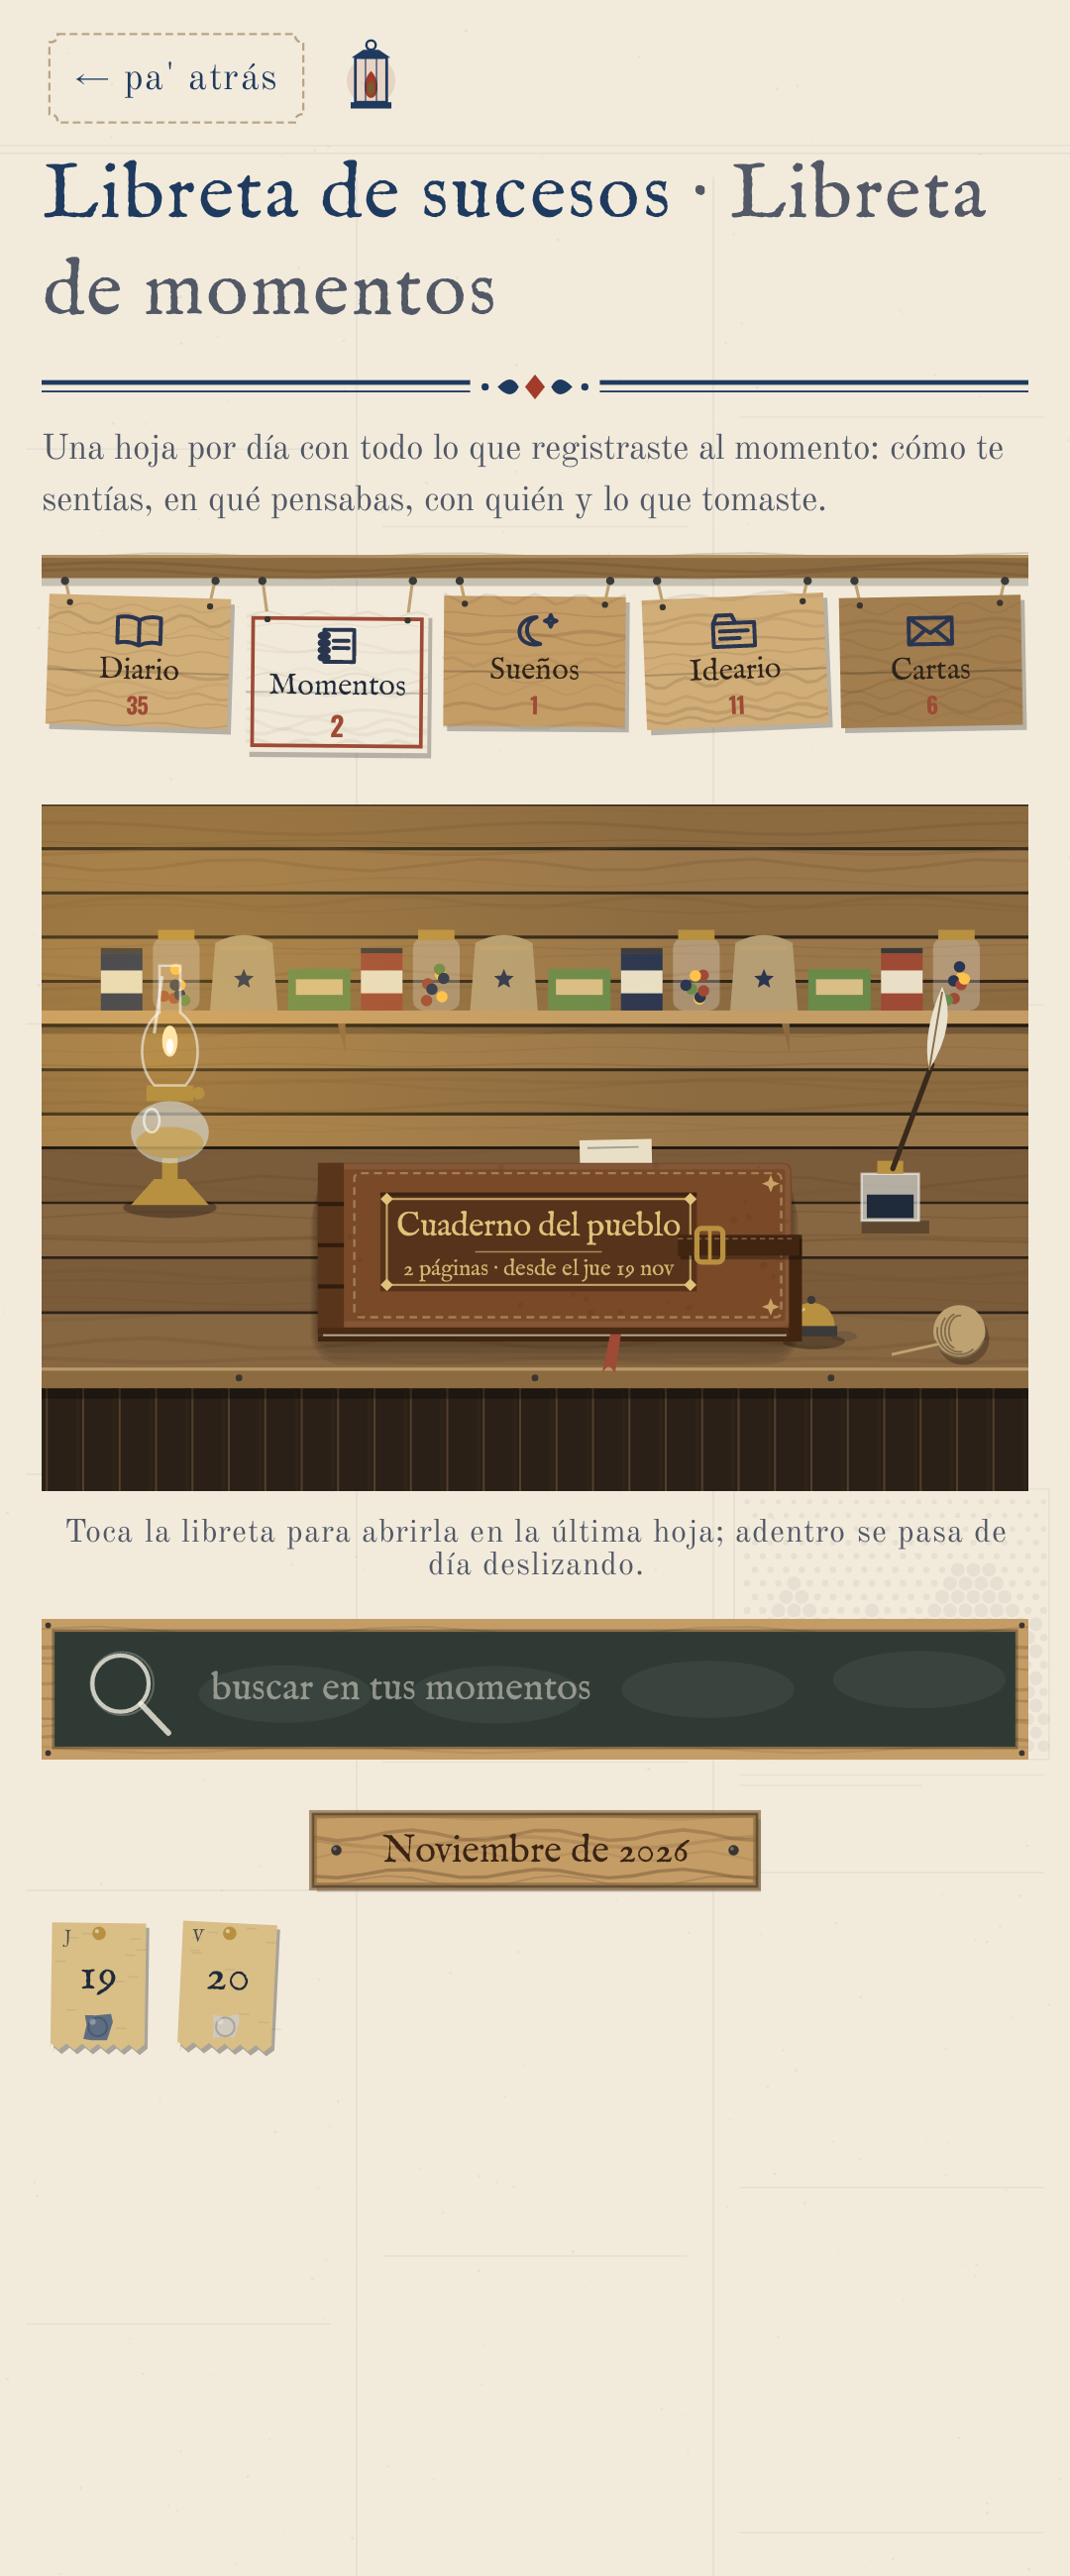 ← pa' atrás
Libreta de sucesos · Libreta
de momentos
Una hoja por día con todo lo que registraste al momento: cómo te
sentías, en qué pensabas, con quién y lo que tomaste.
Diario
35
Momentos
2
Sueños
1
Ideario
11
Cartas
6
Cuaderno del pueblo
2 páginas · desde el jue 19 nov
Toca la libreta para abrirla en la última hoja; adentro se pasa de
día deslizando.
buscar en tus momentos
Noviembre de 2026
J
19
V
20